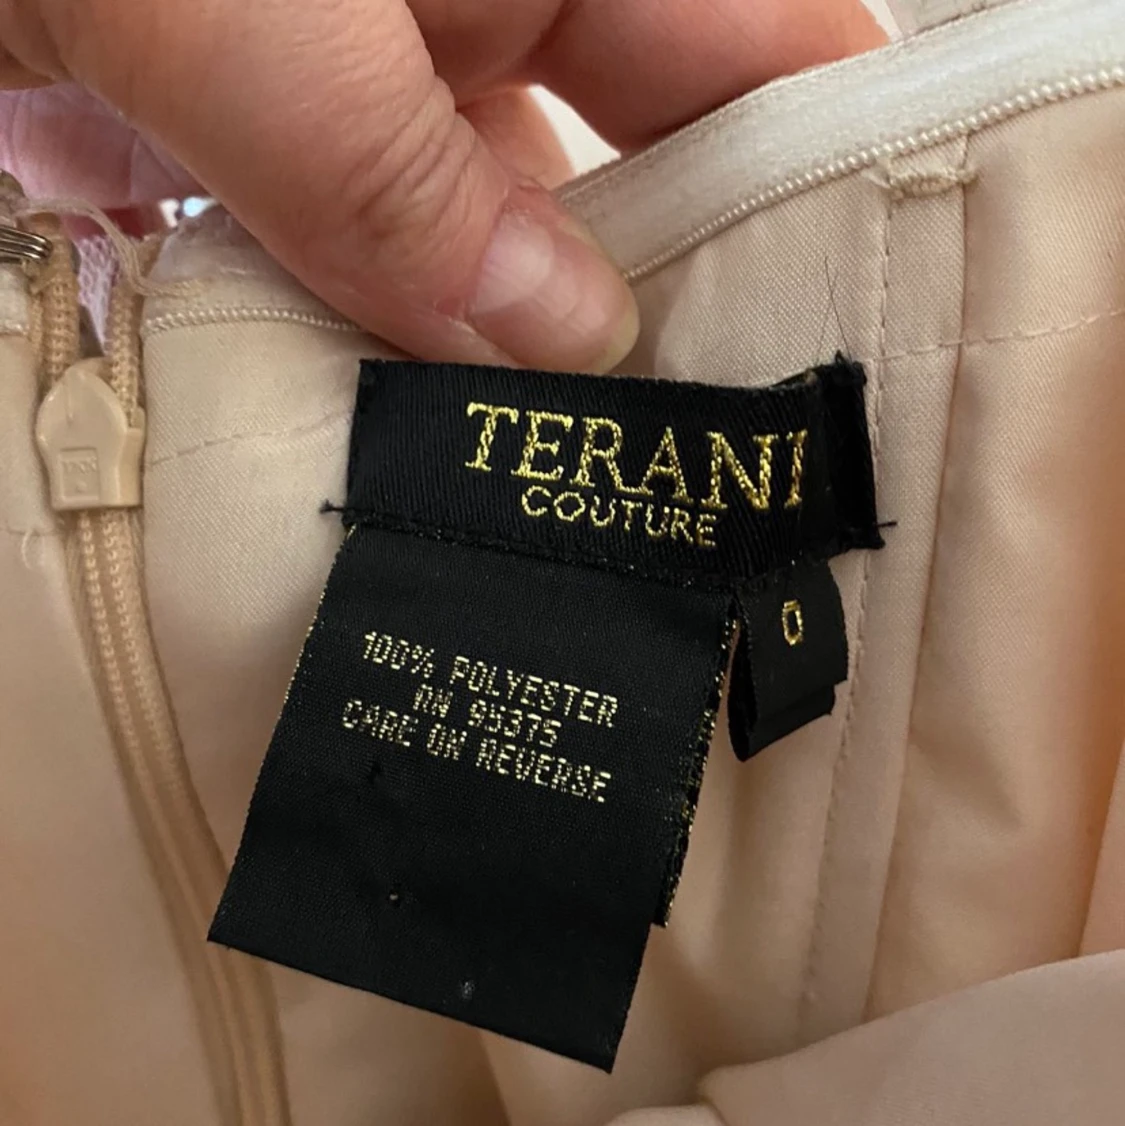 TERANI
COUTURE
0
100% POLYESTER
RN 95375
CARE ON REVERSE